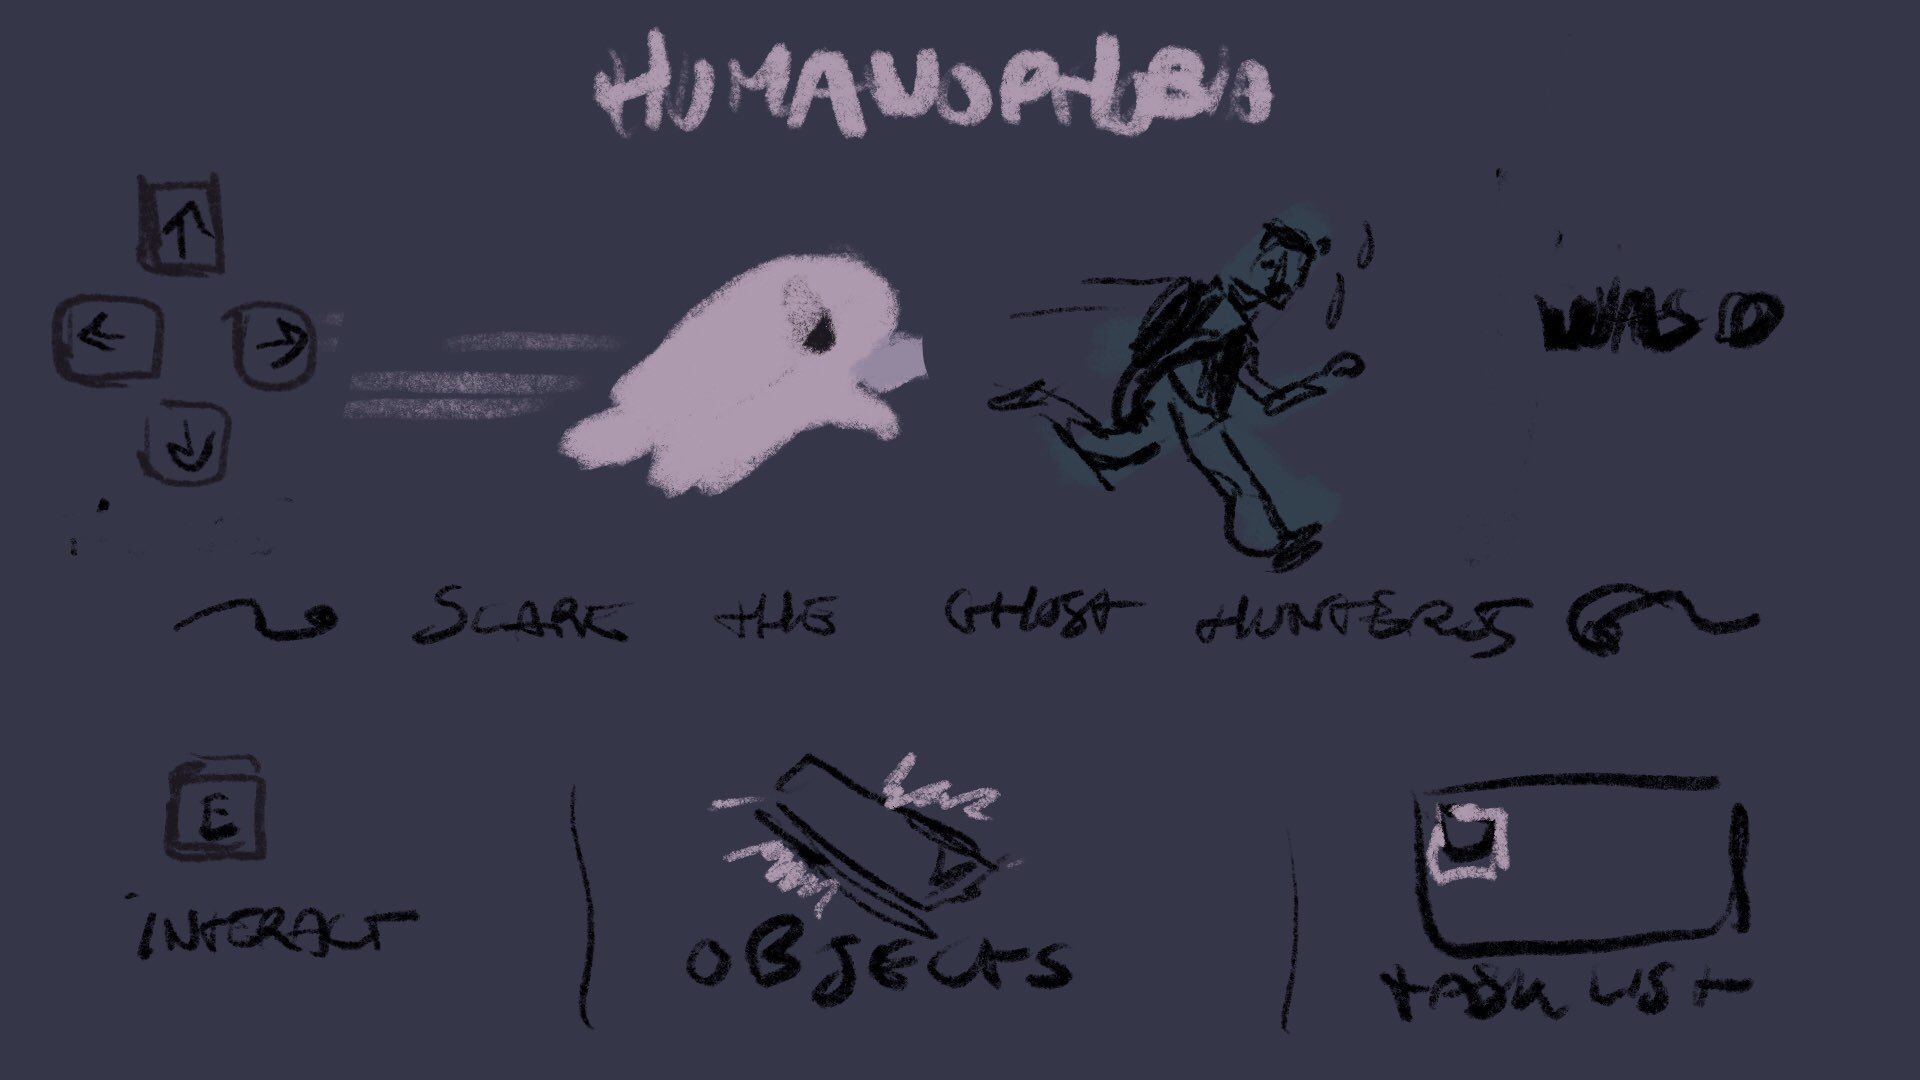 HUMANOPHOBIA
↑
← →
↓
WASD
SCARE THE GHOST HUNTERS
E
INTERACT
OBJECTS
TASK LIST